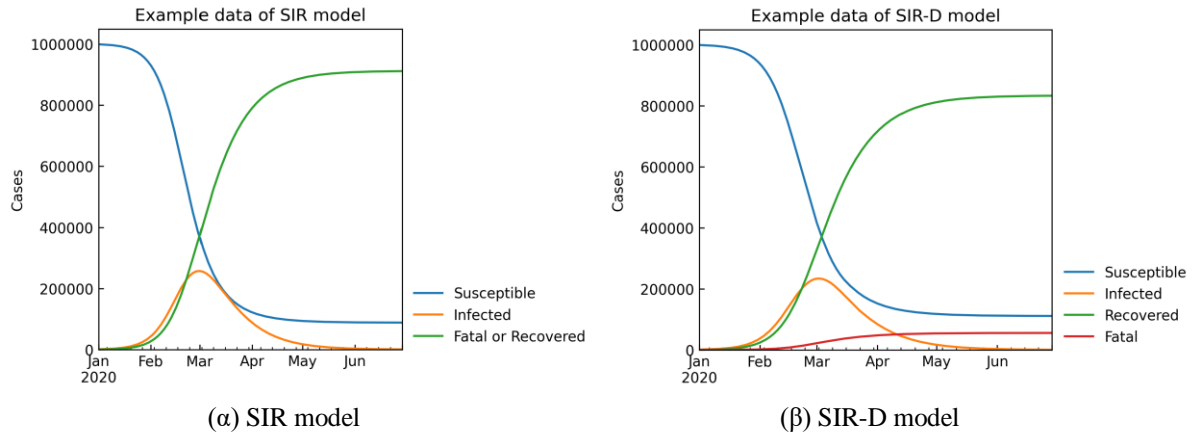 Example data of SIR model
1000000
800000
600000
400000
200000
0
Cases
Jan
2020
Feb
Mar
Apr
May
Jun
Susceptible
Infected
Fatal or Recovered
(α) SIR model
Example data of SIR-D model
1000000
800000
600000
400000
200000
0
Cases
Jan
2020
Feb
Mar
Apr
May
Jun
Susceptible
Infected
Recovered
Fatal
(β) SIR-D model